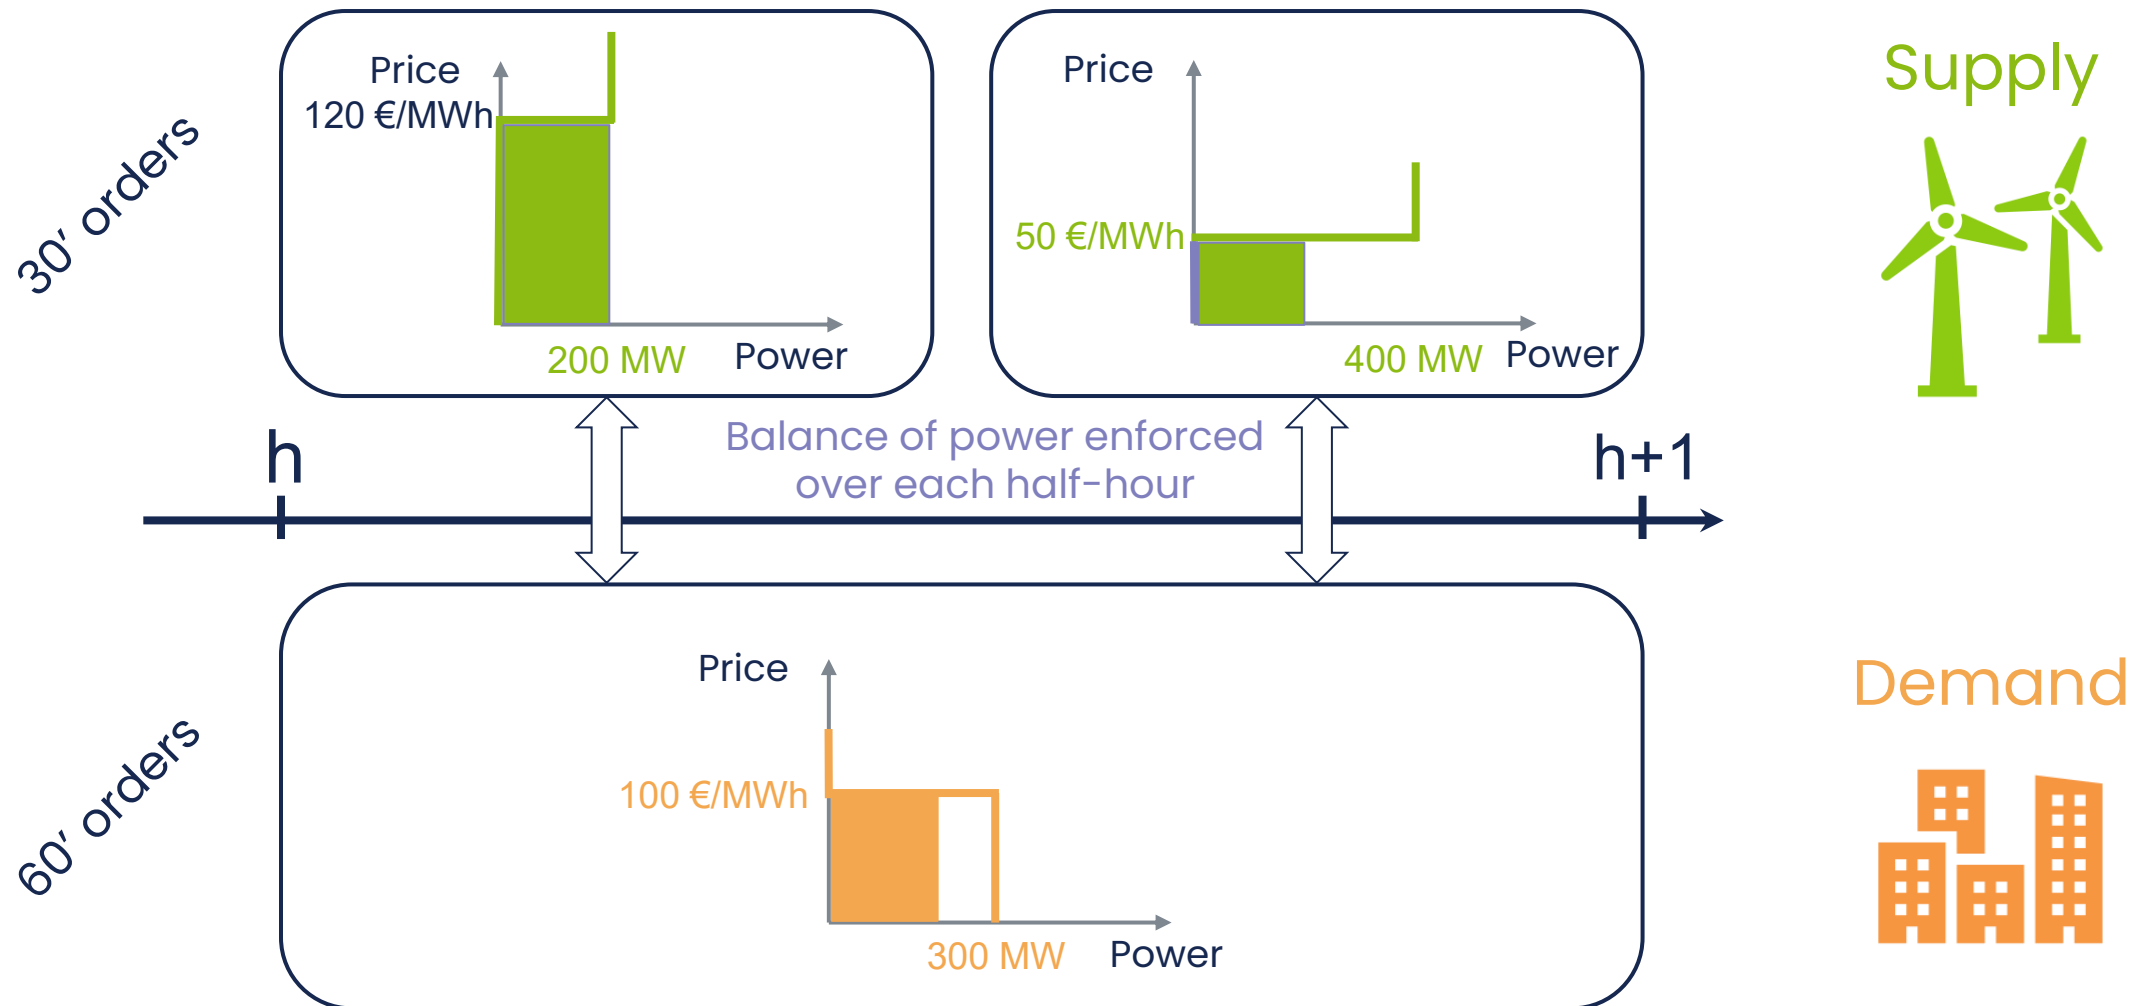 30′ orders
Price
120 €/MWh
200 MW
Power
Price
50 €/MWh
400 MW
Power
Supply
h
Balance of power enforced
over each half-hour
h+1
60′ orders
Price
100 €/MWh
300 MW
Power
Demand